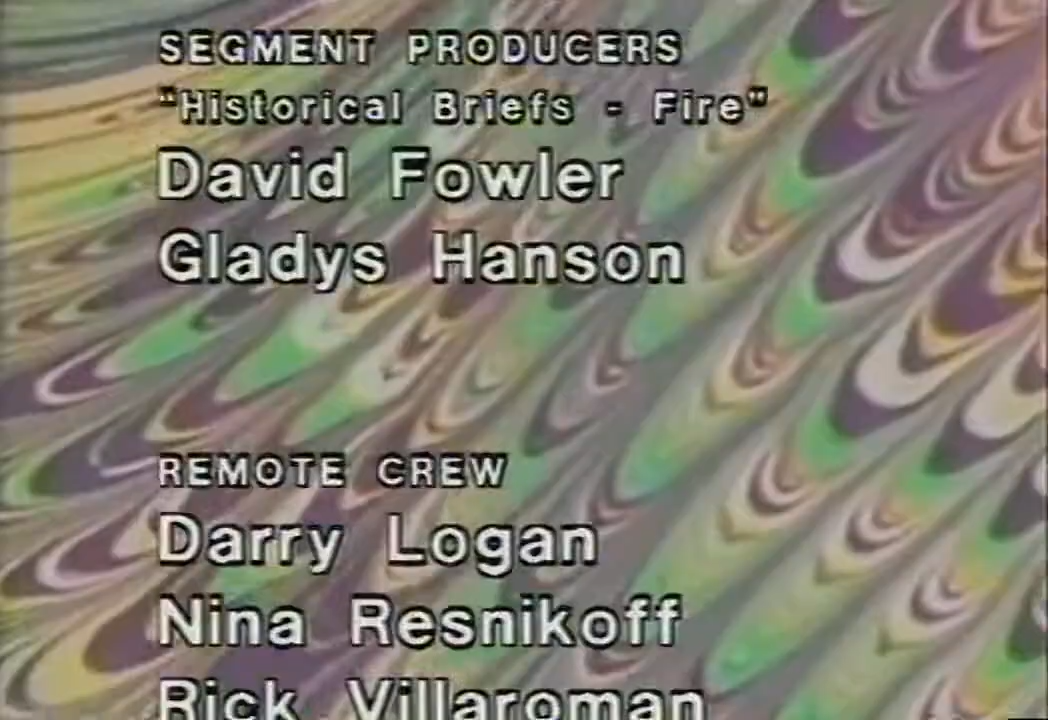 SEGMENT PRODUCERS
"Historical Briefs - Fire"
David Fowler
Gladys Hanson
REMOTE CREW
Darry Logan
Nina Resnikoff
Rick Villaroman